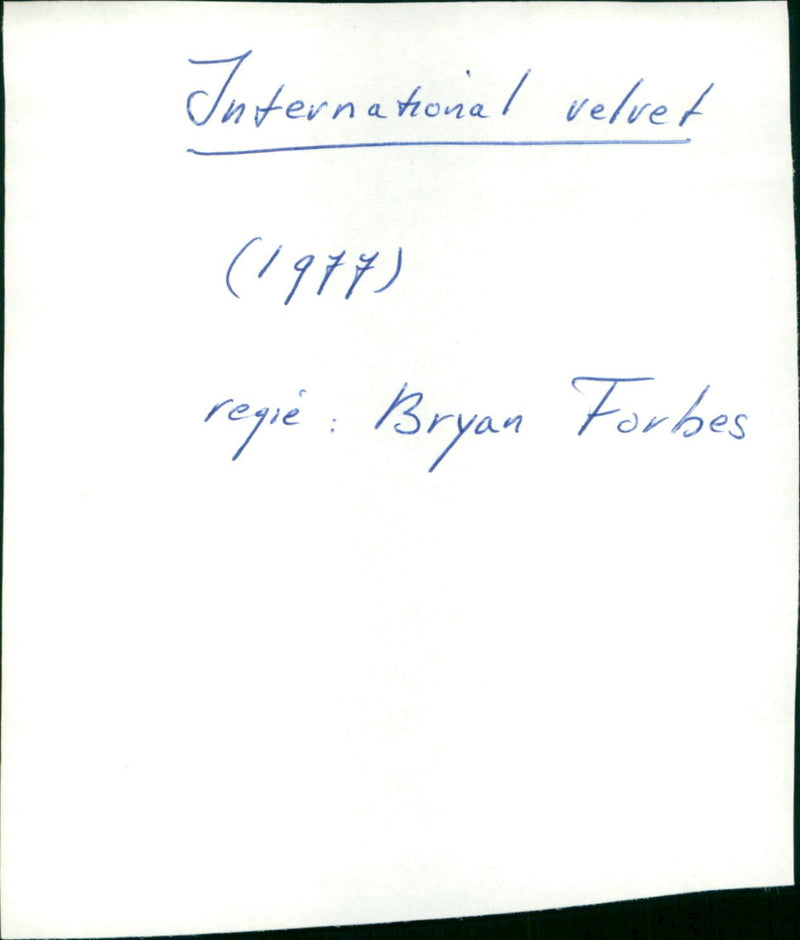 International velvet
(1977)
regie : Bryan Forbes